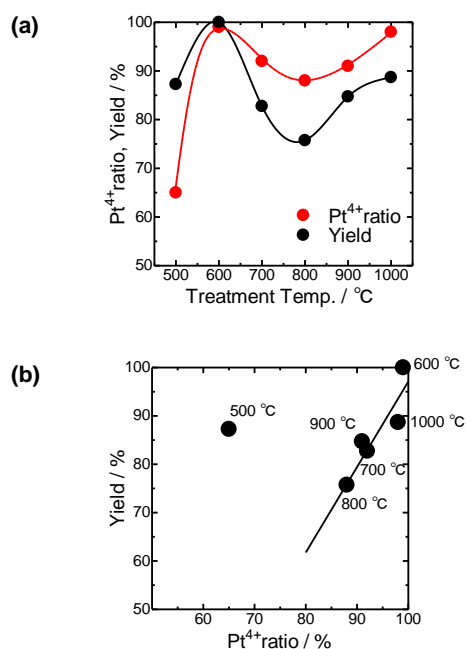 (a)
100
90
80
70
60
50
Pt⁴⁺ratio, Yield / %
Pt⁴⁺ratio
Yield
500 600 700 800 900 1000
Treatment Temp. / °C
(b)
100
90
80
70
60
50
Yield / %
600 °C
500 °C
900 °C
1000 °C
700 °C
800 °C
60 70 80 90 100
Pt⁴⁺ratio / %